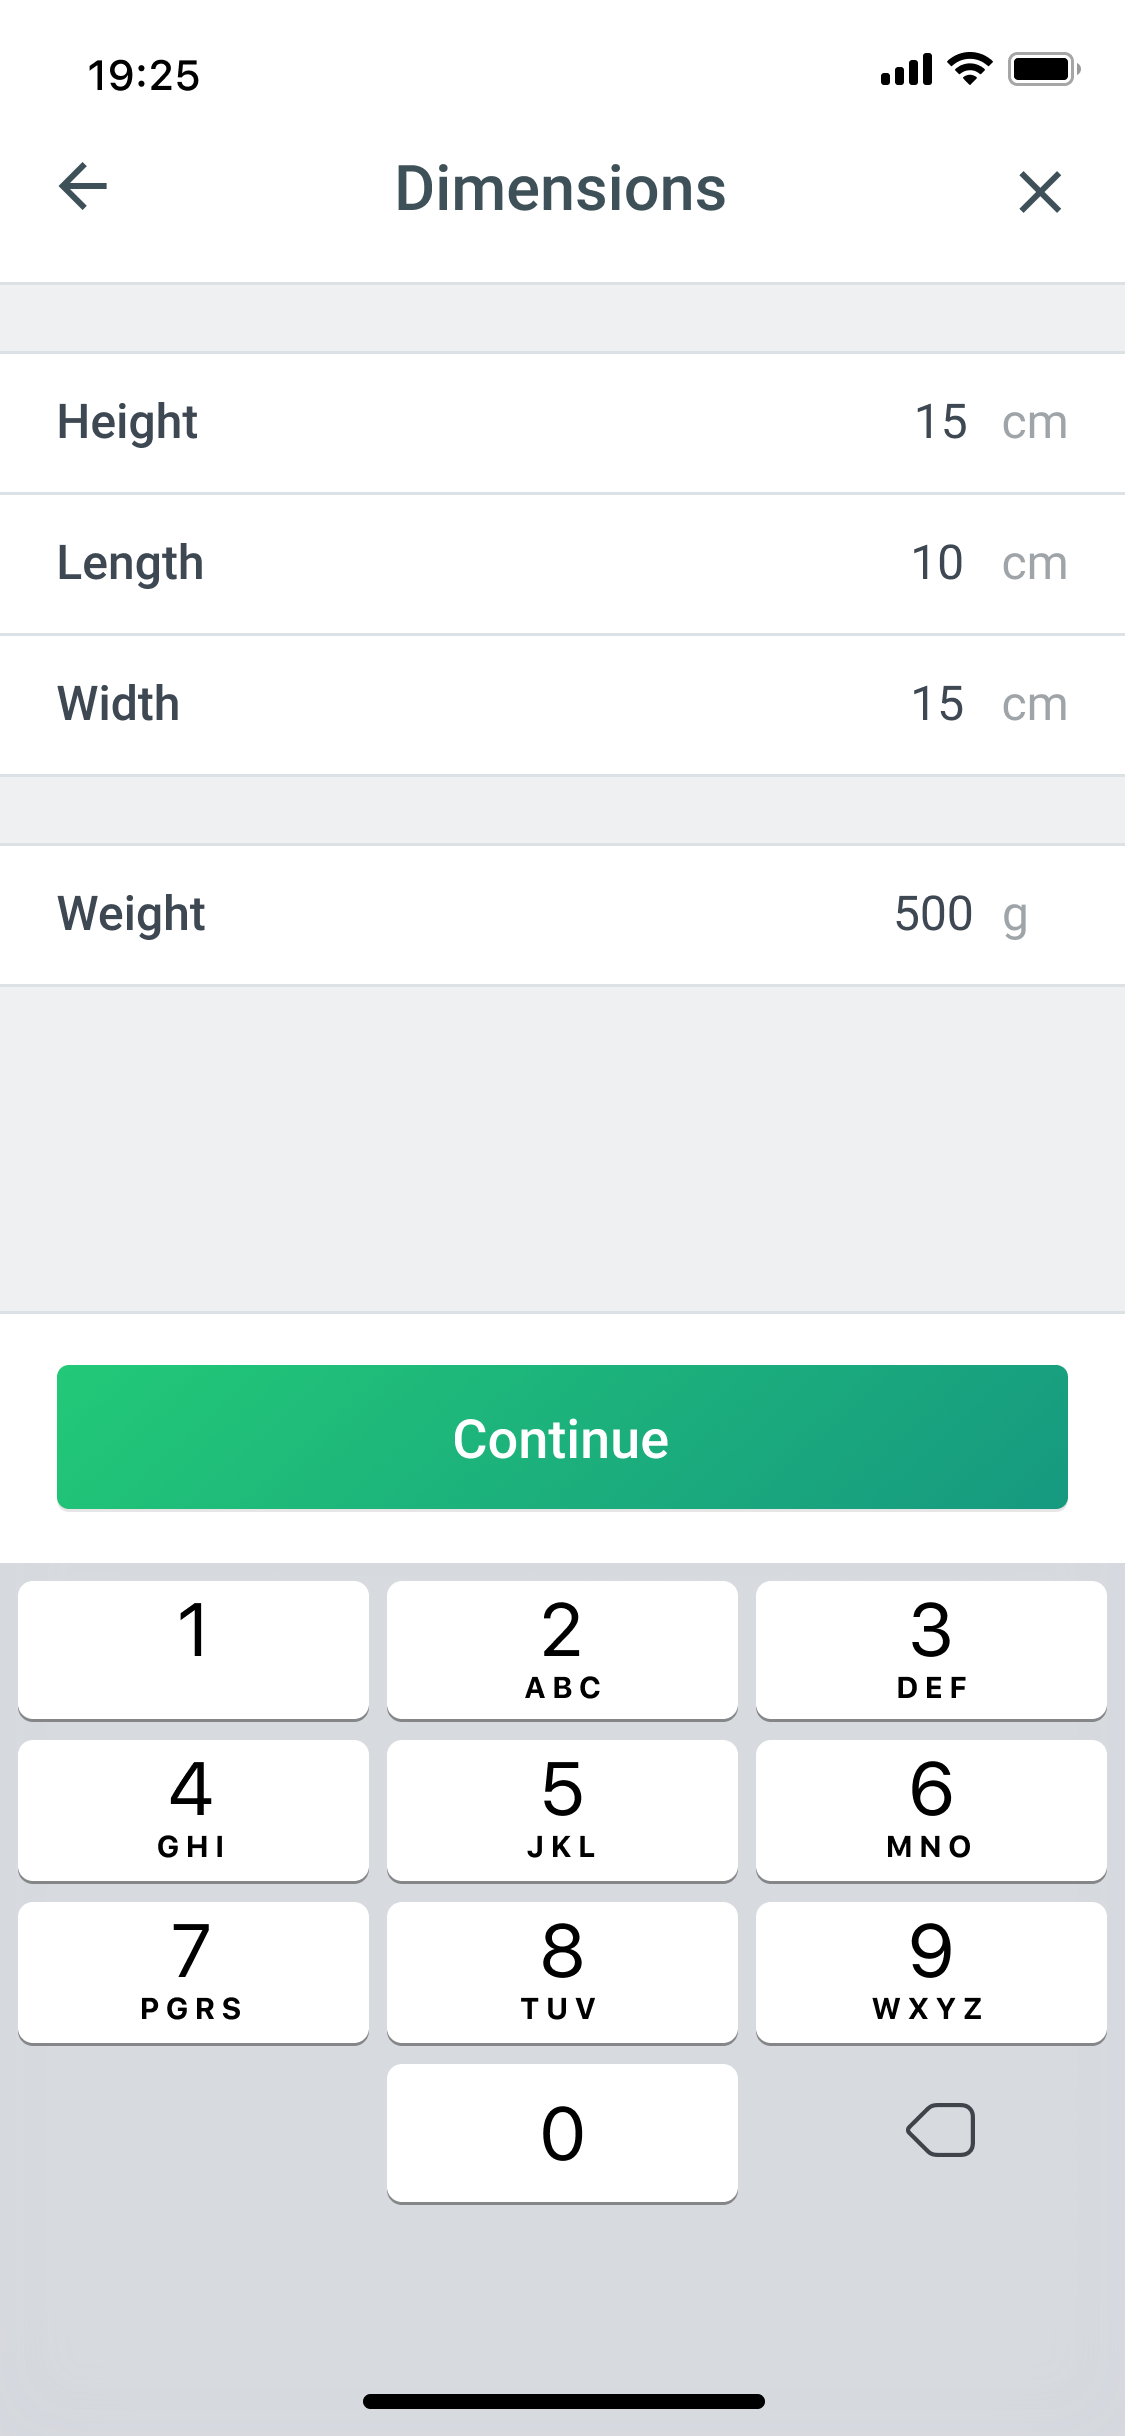 19:25
Dimensions
Height 15 cm
Length 10 cm
Width 15 cm
Weight 500 g
Continue
1 2 3
ABC DEF
4 5 6
GHI JKL MNO
7 8 9
PGRS TUV WXYZ
0